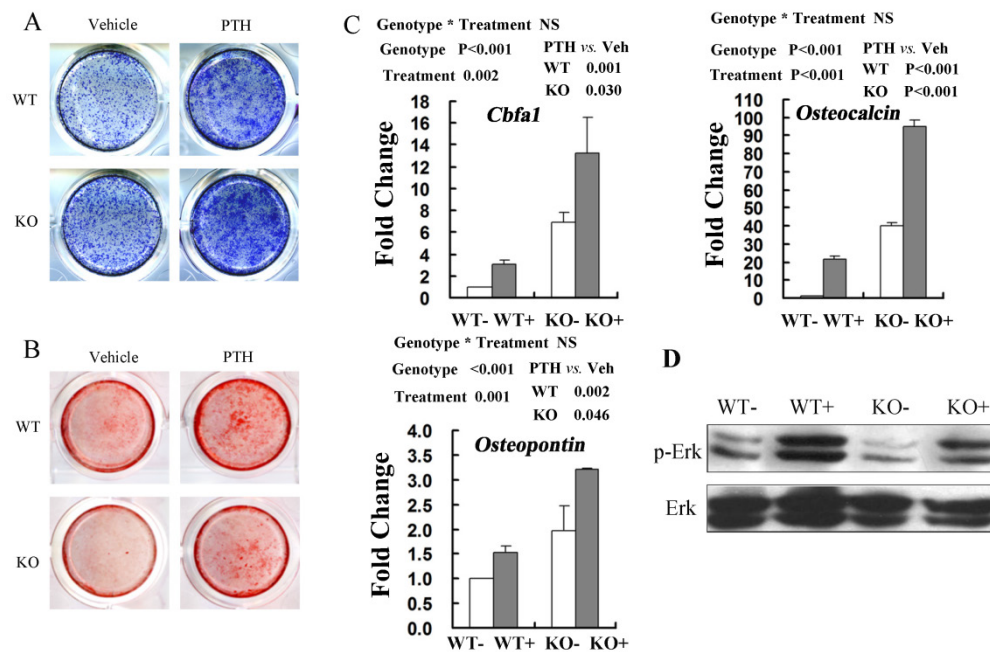 A
Vehicle PTH
WT
KO
B
Vehicle PTH
WT
KO
C
Genotype * Treatment NS
Genotype P<0.001 PTH vs. Veh
Treatment 0.002 WT 0.001
KO 0.030
Cbfa1
Fold Change
18
16
14
12
10
8
6
4
2
0
WT- WT+ KO- KO+
Genotype * Treatment NS
Genotype P<0.001 PTH vs. Veh
Treatment P<0.001 WT P<0.001
KO P<0.001
Osteocalcin
Fold Change
110
100
90
80
70
60
50
40
30
20
10
0
WT- WT+ KO- KO+
Genotype * Treatment NS
Genotype <0.001 PTH vs. Veh
Treatment 0.001 WT 0.002
KO 0.046
Osteopontin
Fold Change
4.0
3.5
3.0
2.5
2.0
1.5
1.0
0.5
0.0
WT- WT+ KO- KO+
D
WT- WT+ KO- KO+
p-Erk
Erk